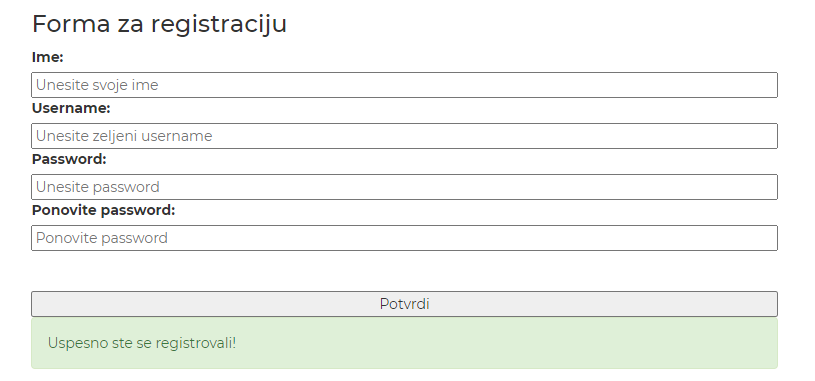 Forma za registraciju
Ime:
Unesite svoje ime
Username:
Unesite zeljeni username
Password:
Unesite password
Ponovite password:
Ponovite password
Potvrdi
Uspesno ste se registrovali!